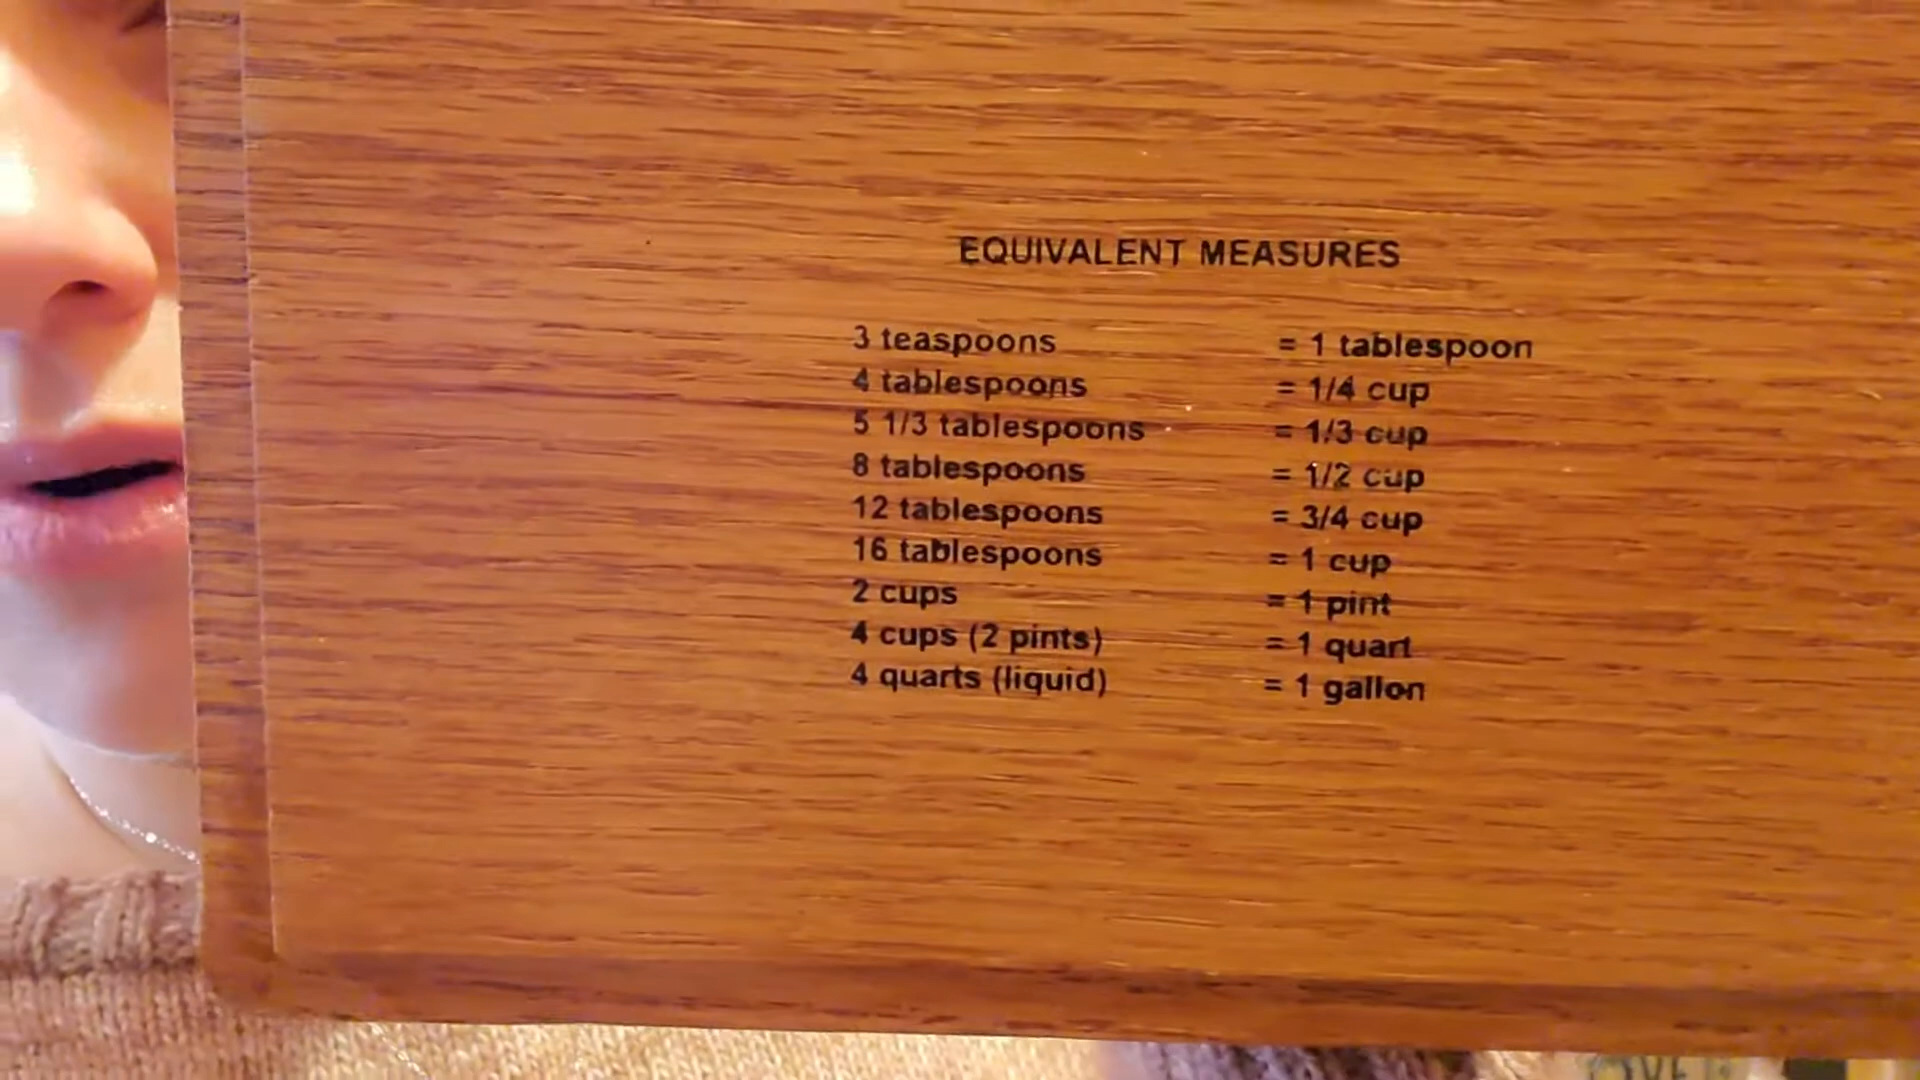 EQUIVALENT MEASURES
3 teaspoons = 1 tablespoon
4 tablespoons = 1/4 cup
5 1/3 tablespoons = 1/3 cup
8 tablespoons = 1/2 cup
12 tablespoons = 3/4 cup
16 tablespoons = 1 cup
2 cups = 1 pint
4 cups (2 pints) = 1 quart
4 quarts (liquid) = 1 gallon